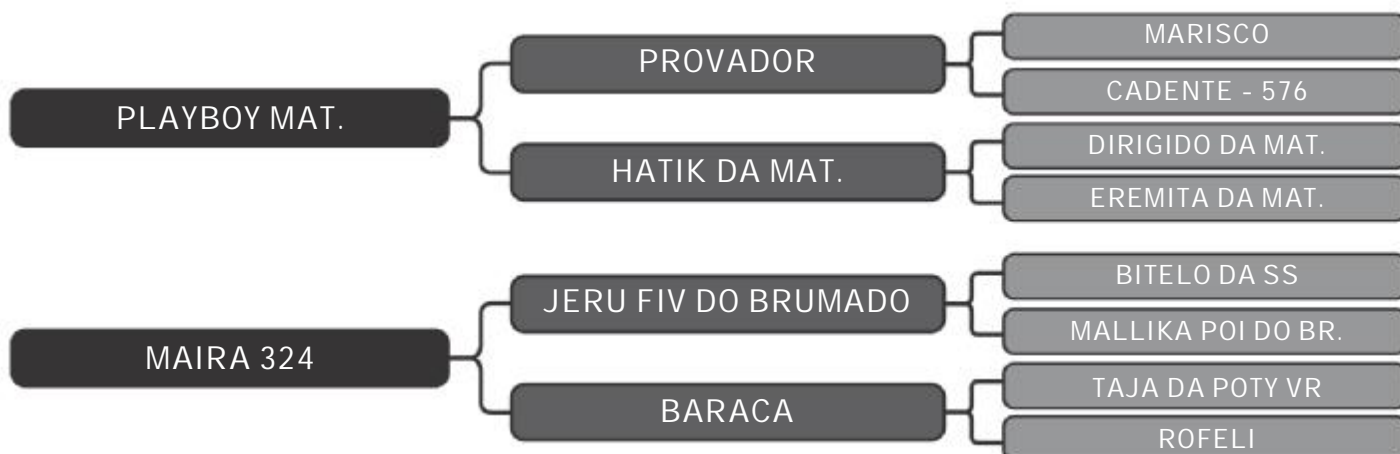 PLAYBOY MAT.
PROVADOR
MARISCO
CADENTE - 576
HATIK DA MAT.
DIRIGIDO DA MAT.
EREMITA DA MAT.
MAIRA 324
JERU FIV DO BRUMADO
BITELO DA SS
MALLIKA POI DO BR.
BARACA
TAJA DA POTY VR
ROFELI